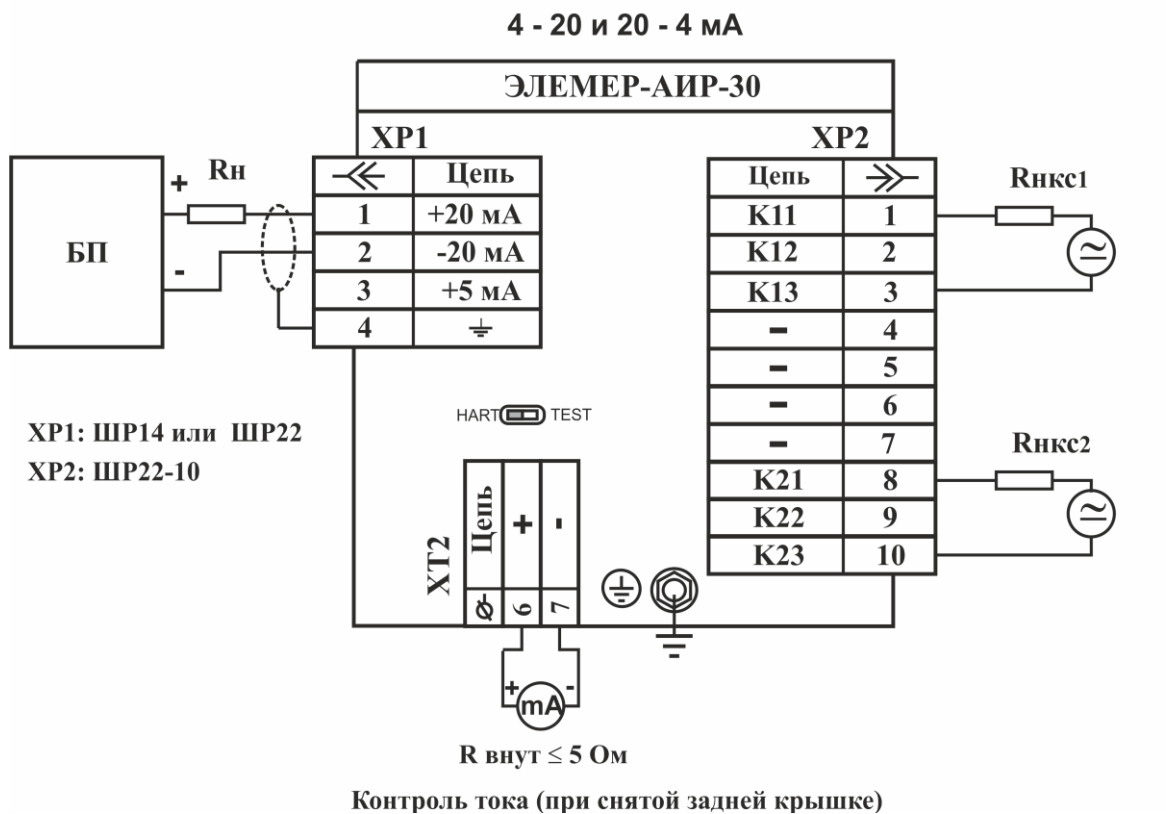 4 - 20 и 20 - 4 мА
ЭЛЕМЕР-АИР-30
XP1
XP2
+ Rн
Цепь
1 +20 мА
2 -20 мА
3 +5 мА
4
БП
-
Цепь
K11 1
K12 2
K13 3
- 4
- 5
- 6
- 7
K21 8
K22 9
K23 10
Rнкс1
Rнкс2
HART TEST
XP1: ШР14 или ШР22
XP2: ШР22-10
XT2
Цепь + -
6 7
+ -
mA
R внут ≤ 5 Ом
Контроль тока (при снятой задней крышке)